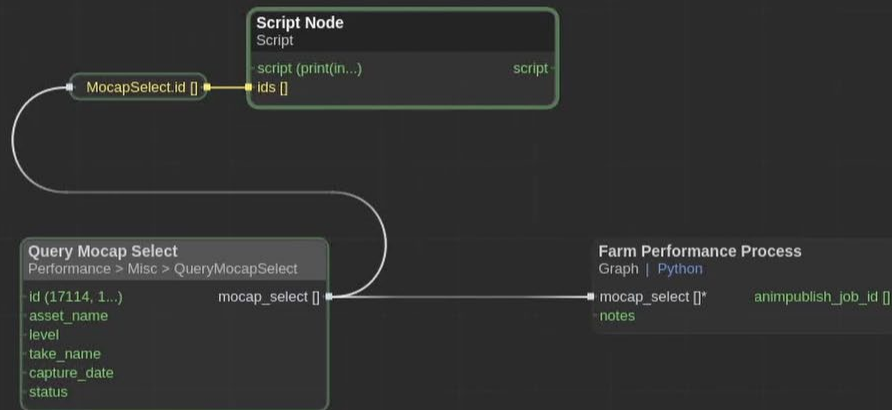 Script Node
Script
script (print(in...)
script
MocapSelect.id []
ids []
Query Mocap Select
Performance > Misc > QueryMocapSelect
id (17114, 1...)
mocap_select []
asset_name
level
take_name
capture_date
status
Farm Performance Process
Graph | Python
mocap_select []*
animpublish_job_id []
notes